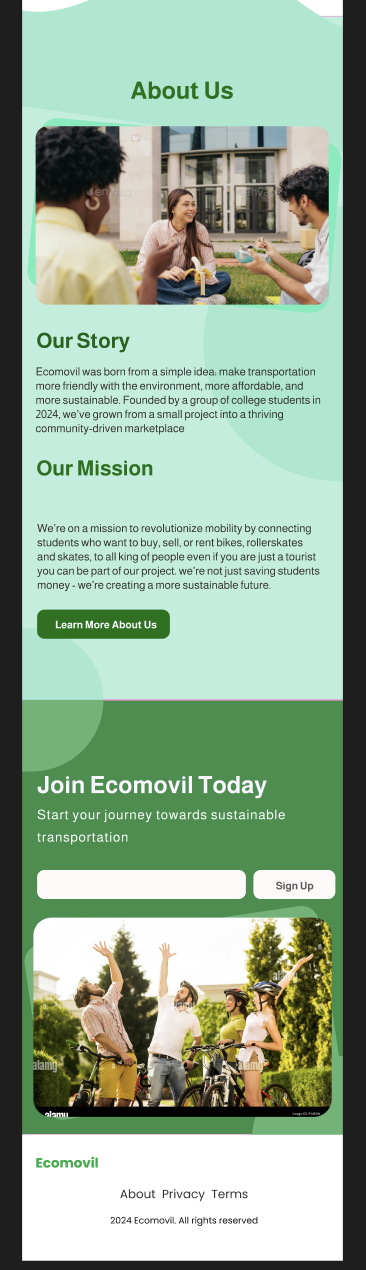 About Us
envato
Our Story
Ecomovil was born from a simple idea: make transportation
more friendly with the environment, more affordable, and
more sustainable. Founded by a group of college students in
2024, we've grown from a small project into a thriving
community-driven marketplace
Our Mission
We're on a mission to revolutionize mobility by connecting
students who want to buy, sell, or rent bikes, rollerskates
and skates, to all king of people even if you are just a tourist
you can be part of our project. we're not just saving students
money - we're creating a more sustainable future.
Learn More About Us
Join Ecomovil Today
Start your journey towards sustainable
transportation
Sign Up
alamy
alamy
a
alamy
alamy
Ecomovil
About Privacy Terms
2024 Ecomovil. All rights reserved